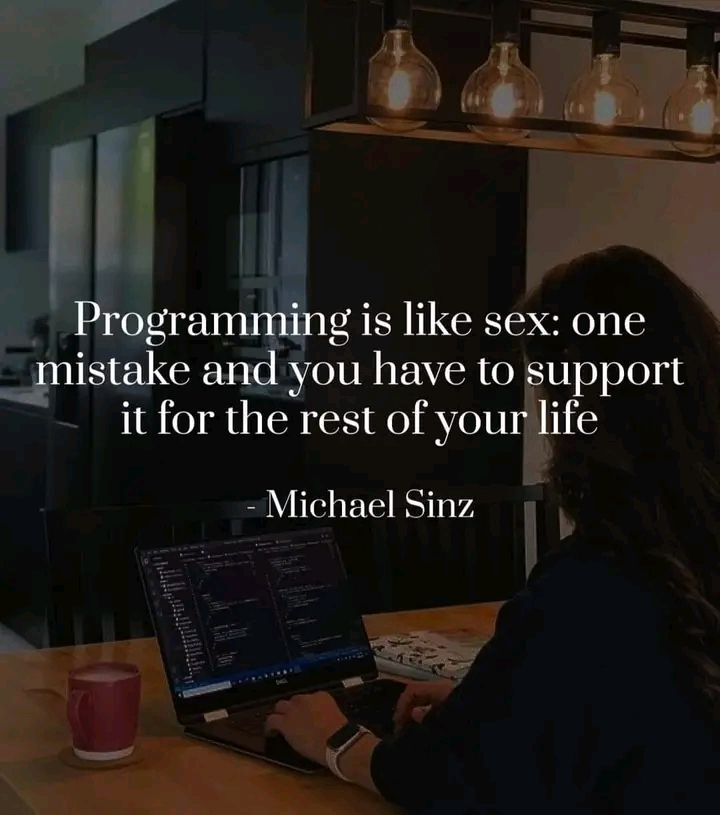 Programming is like sex: one
mistake and you have to support
it for the rest of your life
- Michael Sinz
DELL